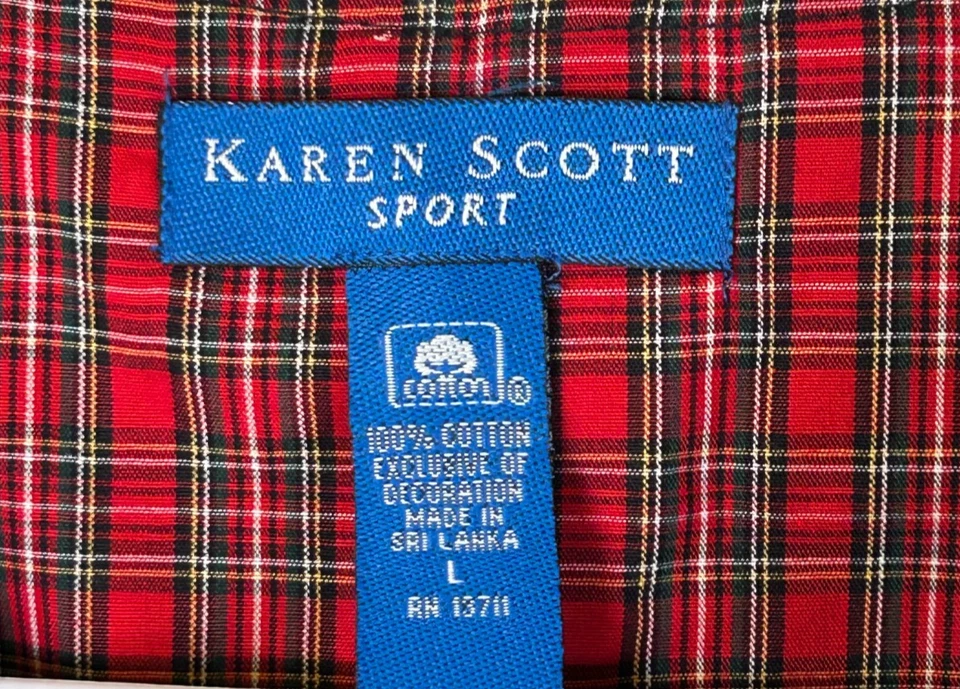 KAREN SCOTT
SPORT
COTTON
®
100% COTTON
EXCLUSIVE OF
DECORATION
MADE IN
SRI LANKA
L
RN 13711